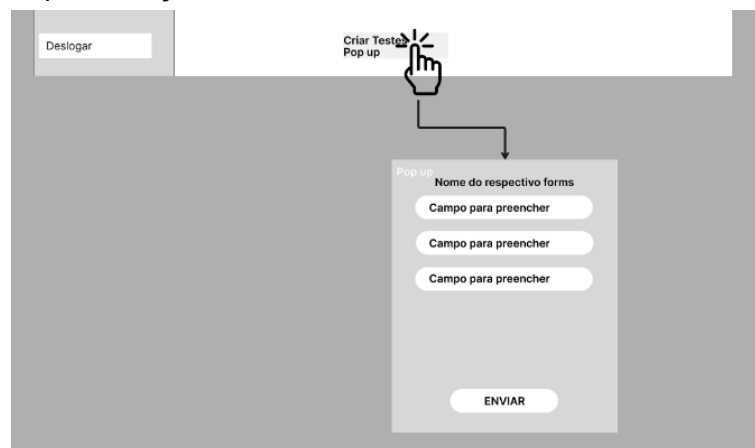 Deslogar
Criar Testes
Pop up
Pop up
Nome do respectivo forms
Campo para preencher
Campo para preencher
Campo para preencher
ENVIAR